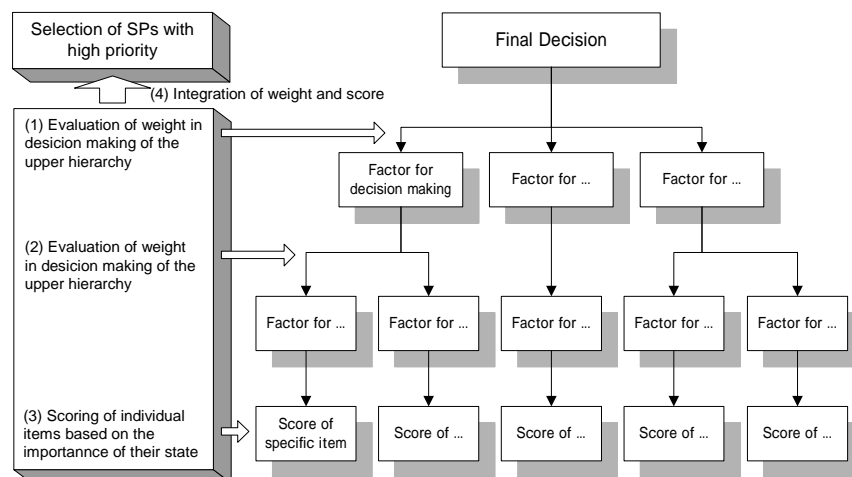 Selection of SPs with
high priority
(4) Integration of weight and score
(1) Evaluation of weight in
desicion making of the
upper hierarchy
(2) Evaluation of weight
in desicion making of the
upper hierarchy
(3) Scoring of individual
items based on the
importannce of their state
Final Decision
Factor for
decision making
Factor for ...
Factor for ...
Factor for ...
Factor for ...
Factor for ...
Factor for ...
Factor for ...
Score of
specific item
Score of ...
Score of ...
Score of ...
Score of ...